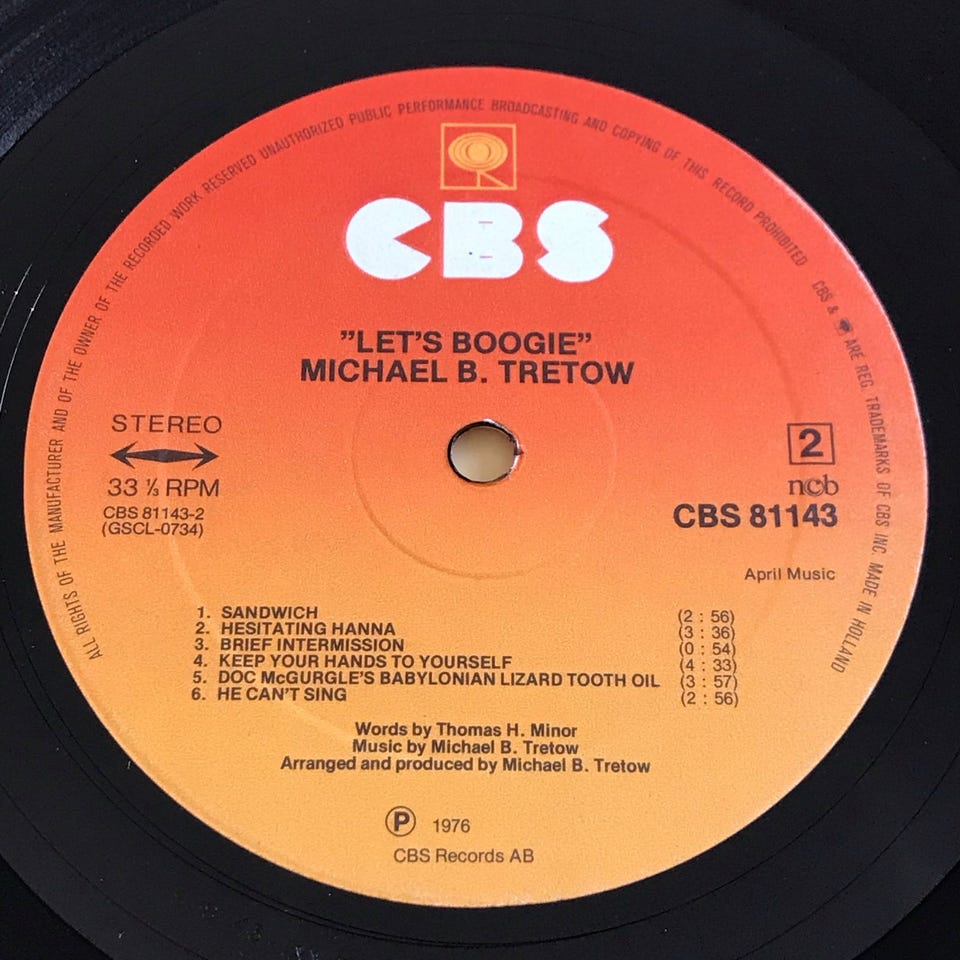 ALL RIGHTS OF THE MANUFACTURER AND OF THE OWNER OF THE RECORDED WORK RESERVED UNAUTHORIZED PUBLIC PERFORMANCE BROADCASTING AND COPYING OF THIS RECORD PROHIBITED
CBS & ARE REG. TRADEMARKS OF CBS INC. MADE IN HOLLAND
CBS
”LET'S BOOGIE”
MICHAEL B. TRETOW
STEREO
33 ⅓ RPM
CBS 81143-2
(GSCL-0734)
2
ncb
CBS 81143
April Music
1. SANDWICH (2 : 56)
2. HESITATING HANNA (3 : 36)
3. BRIEF INTERMISSION (0 : 54)
4. KEEP YOUR HANDS TO YOURSELF (4 : 33)
5. DOC McGURGLE'S BABYLONIAN LIZARD TOOTH OIL (3 : 57)
6. HE CAN'T SING (2 : 56)
Words by Thomas H. Minor
Music by Michael B. Tretow
Arranged and produced by Michael B. Tretow
Ⓟ 1976
CBS Records AB